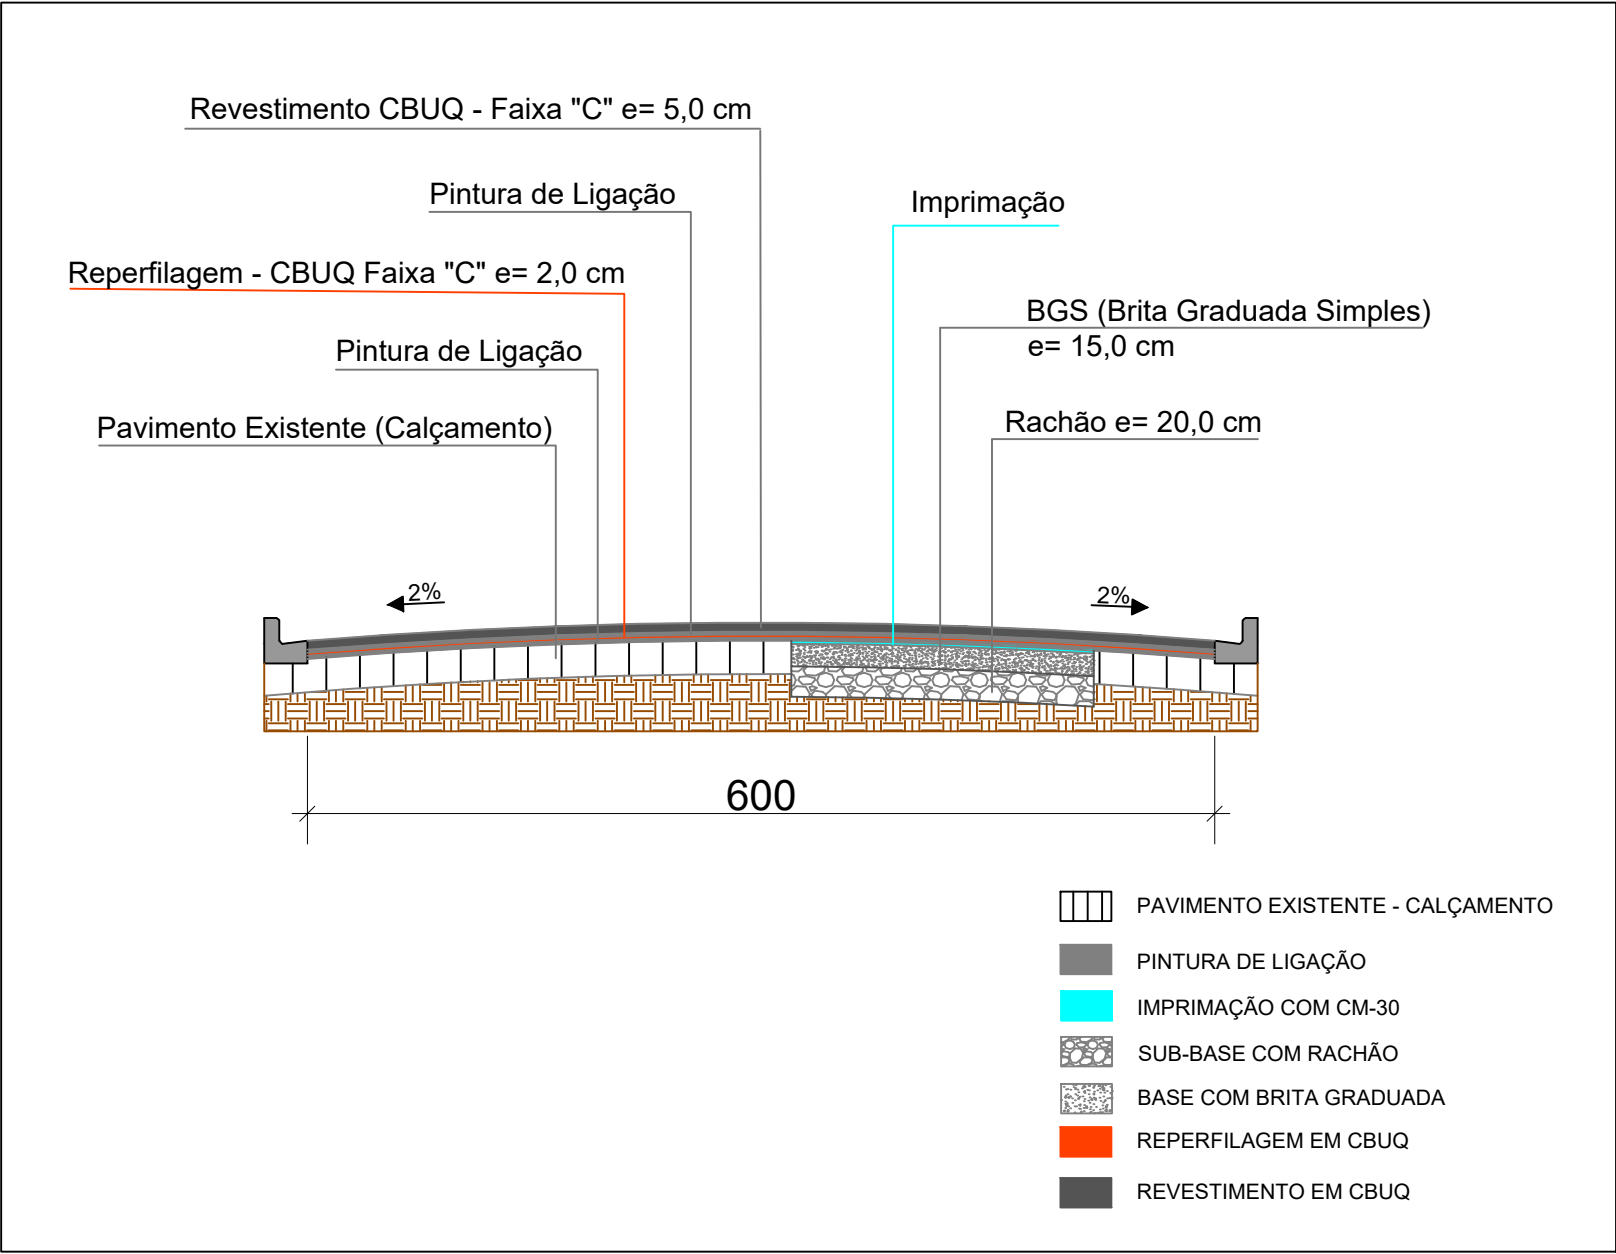 Revestimento CBUQ - Faixa "C" e= 5,0 cm
Pintura de Ligação
Imprimação
Reperfilagem - CBUQ Faixa "C" e= 2,0 cm
BGS (Brita Graduada Simples)
e= 15,0 cm
Pintura de Ligação
Rachão e= 20,0 cm
Pavimento Existente (Calçamento)
2%
2%
600
PAVIMENTO EXISTENTE - CALÇAMENTO
PINTURA DE LIGAÇÃO
IMPRIMAÇÃO COM CM-30
SUB-BASE COM RACHÃO
BASE COM BRITA GRADUADA
REPERFILAGEM EM CBUQ
REVESTIMENTO EM CBUQ